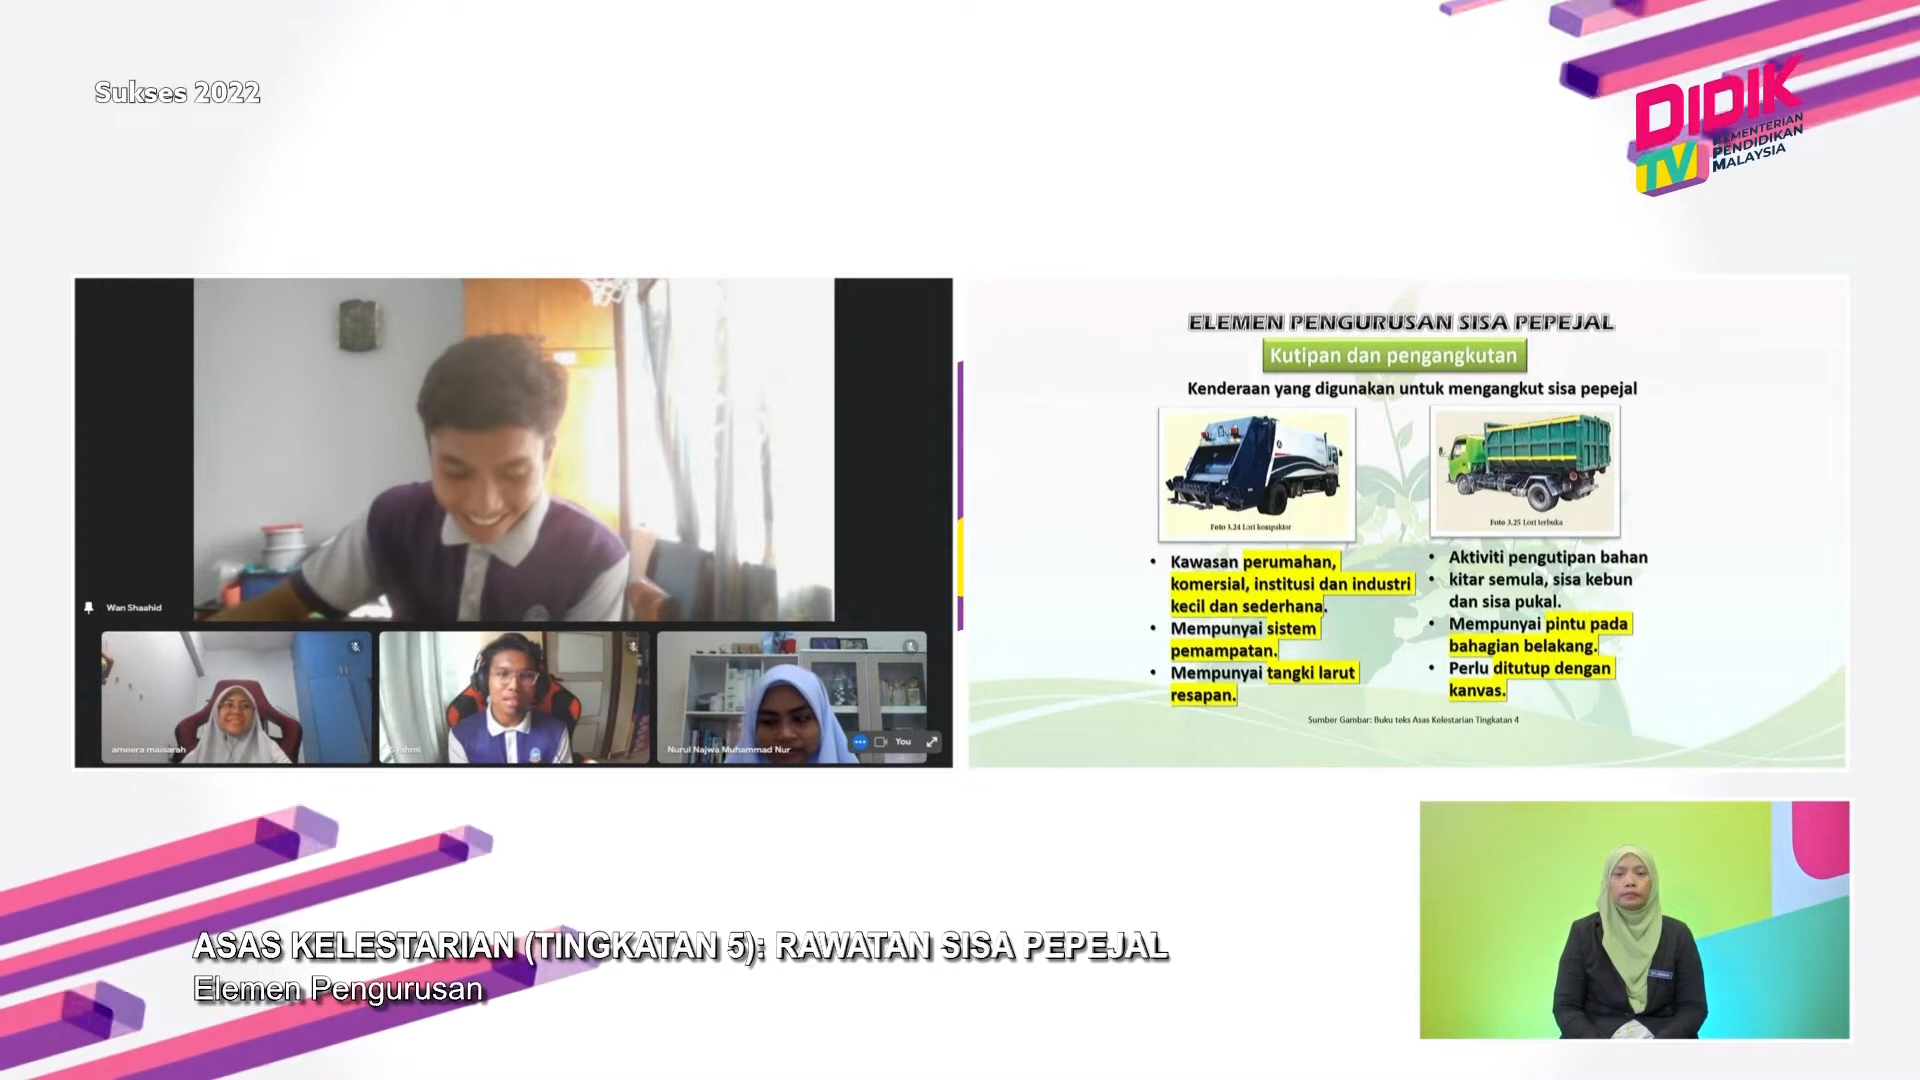 Sukses 2022
DIDIK
TV
KEMENTERIAN
PENDIDIKAN
MALAYSIA
Wan Shaahid
ameera maisarah
Nurul Najwa Muhammad Nur
You
ELEMEN PENGURUSAN SISA PEPEJAL
Kutipan dan pengangkutan
Kenderaan yang digunakan untuk mengangkut sisa pepejal
Foto 3.24 Lori kompaktor
Foto 3.25 Lori terbuka
• Kawasan perumahan,
komersial, institusi dan industri
kecil dan sederhana.
• Mempunyai sistem
pemampatan.
• Mempunyai tangki larut
resapan.
• Aktiviti pengutipan bahan
• kitar semula, sisa kebun
dan sisa pukal.
• Mempunyai pintu pada
bahagian belakang.
• Perlu ditutup dengan
kanvas.
Sumber Gambar: Buku teks Asas Kelestarian Tingkatan 4
ASAS KELESTARIAN (TINGKATAN 5): RAWATAN SISA PEPEJAL
Elemen Pengurusan